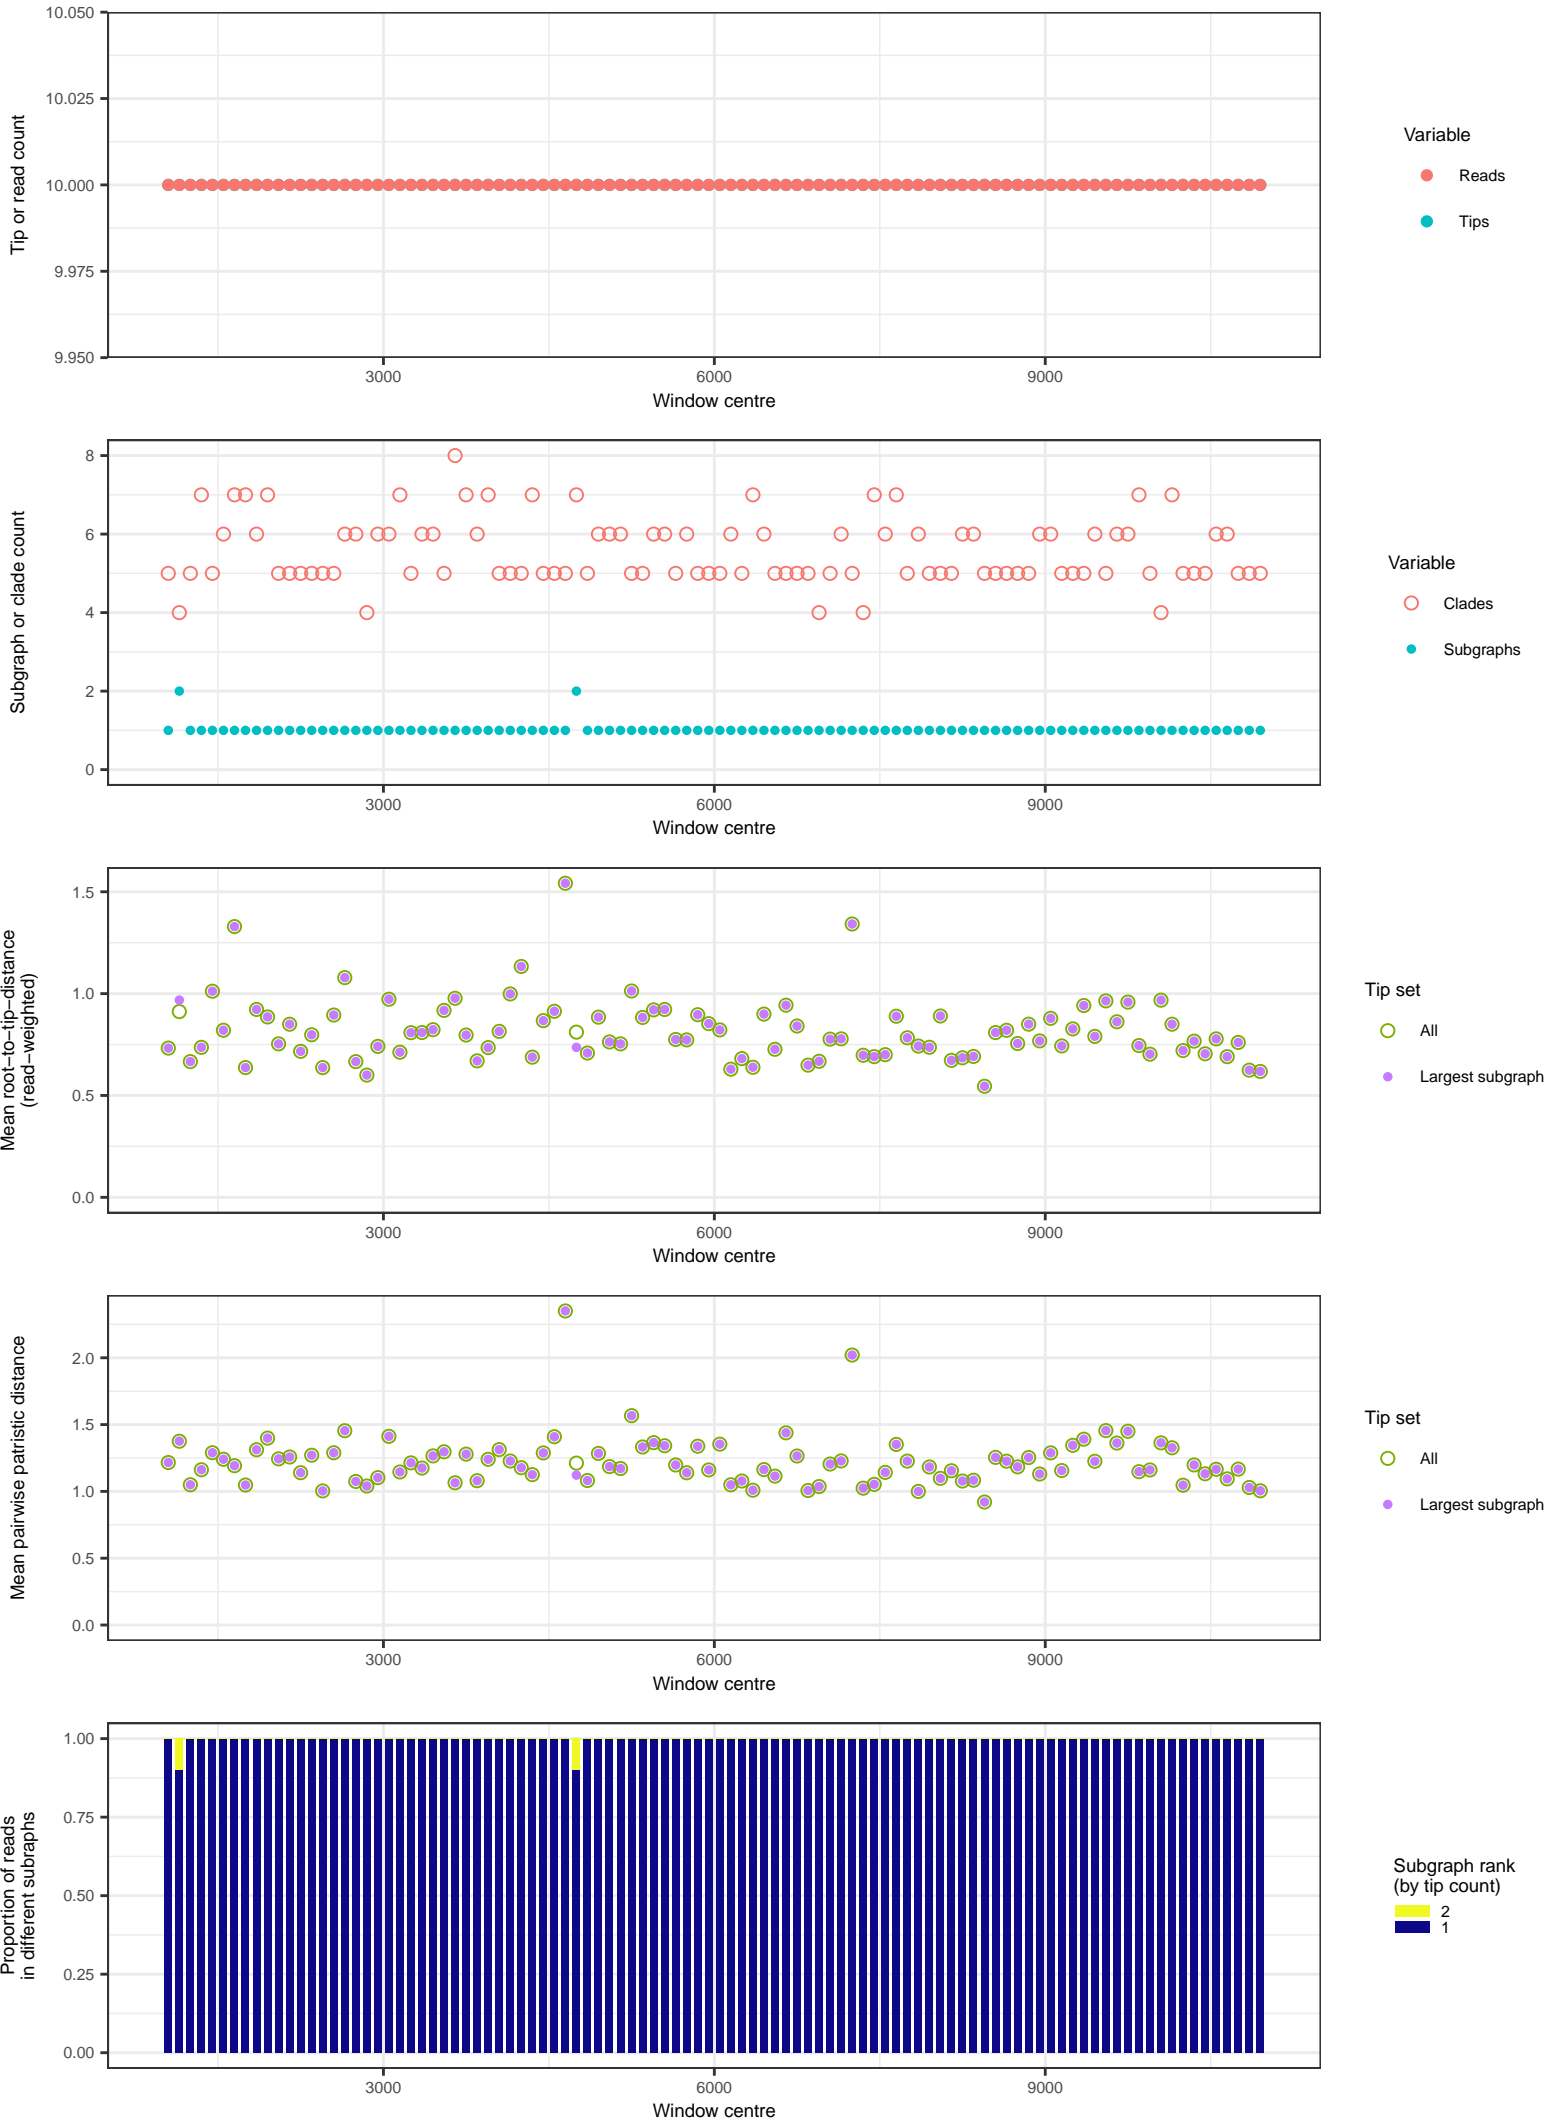 10.050
10.025
10.000
9.975
9.950
Tip or read count
3000 6000 9000
Window centre
Variable
Reads
Tips
8
6
4
2
0
Subgraph or clade count
3000 6000 9000
Window centre
Variable
Clades
Subgraphs
1.5
1.0
0.5
0.0
Mean root−to−tip−distance
(read−weighted)
3000 6000 9000
Window centre
Tip set
All
Largest subgraph
2.0
1.5
1.0
0.5
0.0
Mean pairwise patristic distance
3000 6000 9000
Window centre
Tip set
All
Largest subgraph
1.00
0.75
0.50
0.25
0.00
Proportion of reads
in different subraphs
3000 6000 9000
Window centre
Subgraph rank
(by tip count)
2
1